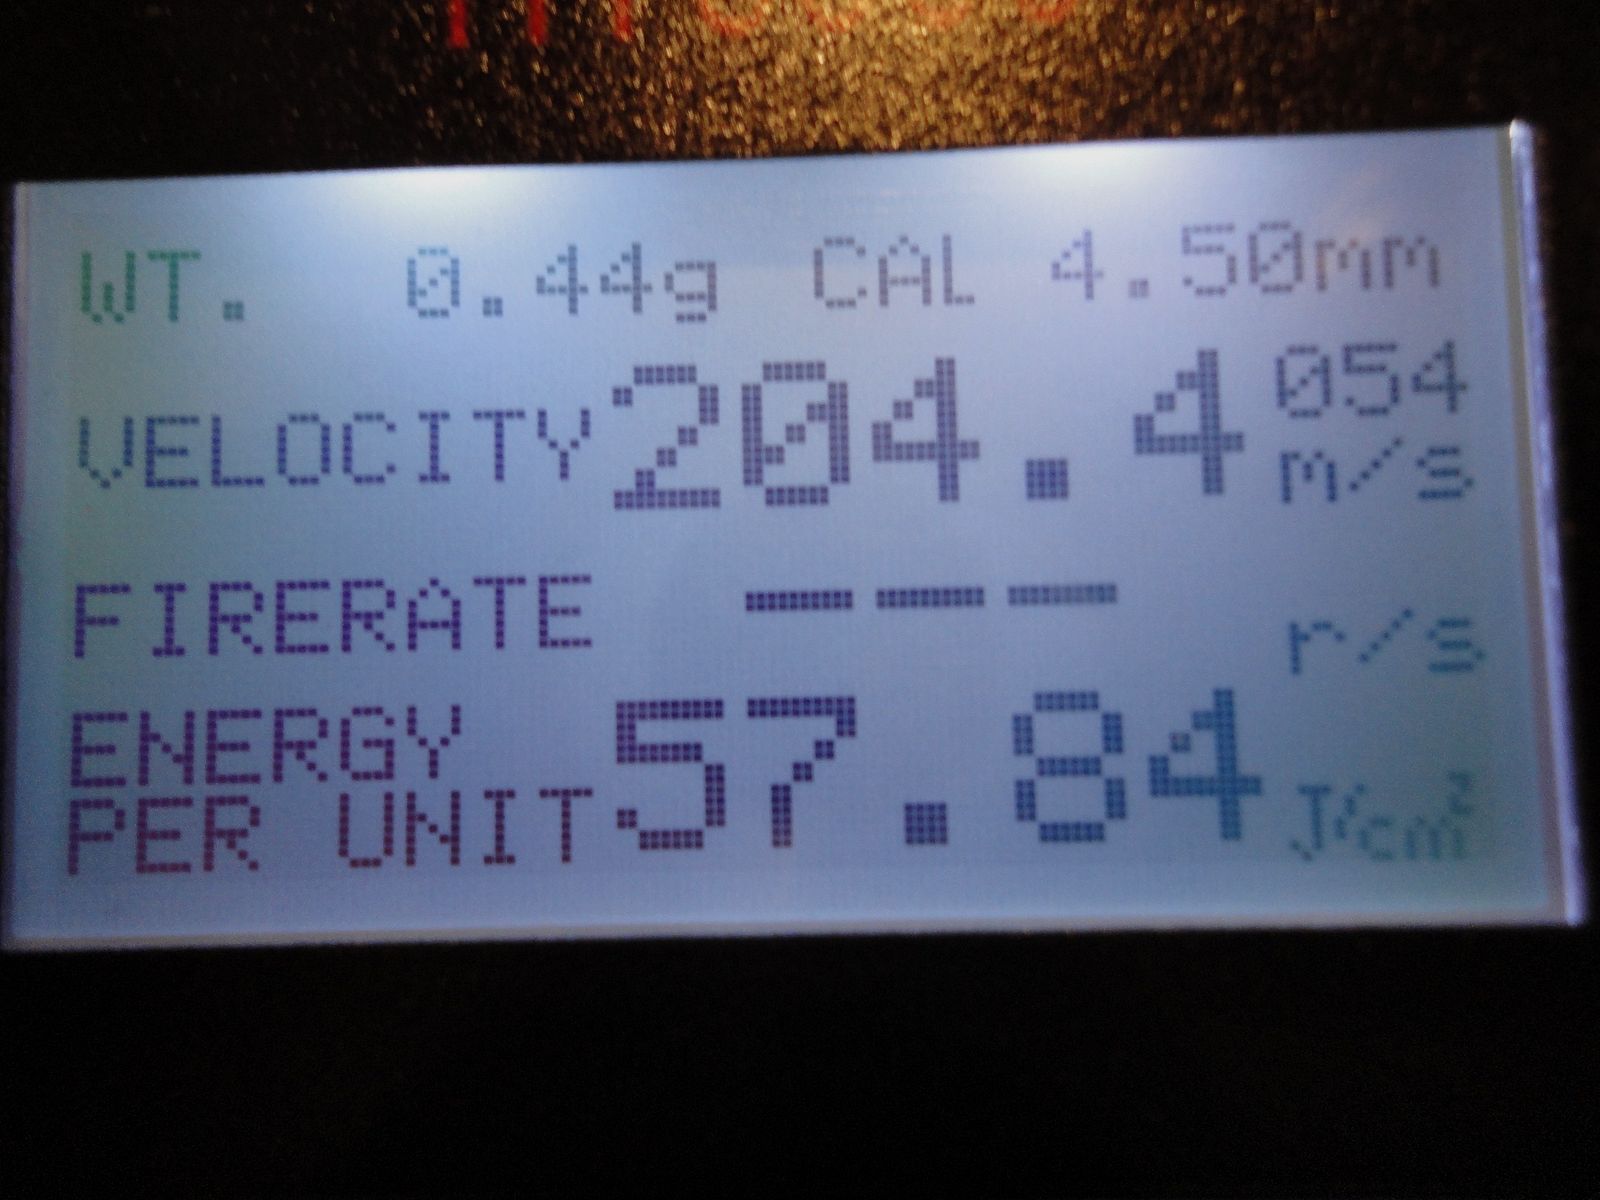 WT. 0.44g CAL 4.50mm
VELOCITY 204.4 054 m/s
FIRERATE --- r/s
ENERGY PER UNIT 57.84 J/cm²